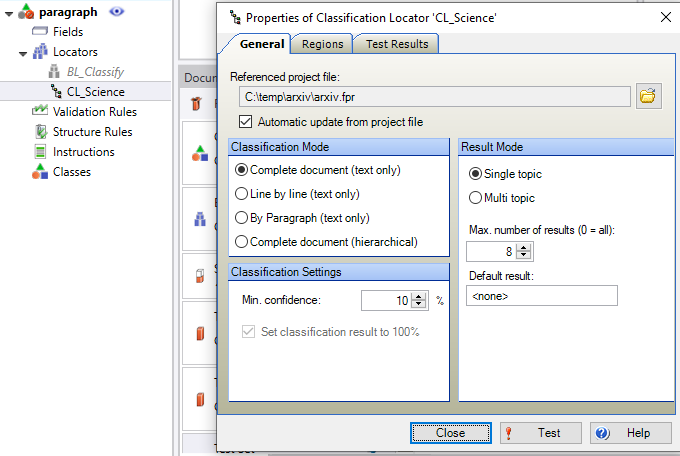 paragraph
Fields
Locators
BL_Classify
CL_Science
Validation Rules
Structure Rules
Instructions
Classes
Docum
Properties of Classification Locator 'CL_Science'
General
Regions
Test Results
Referenced project file:
C:\temp\arxiv\arxiv.fpr
Automatic update from project file
Classification Mode
Complete document (text only)
Line by line (text only)
By Paragraph (text only)
Complete document (hierarchical)
Classification Settings
Min. confidence:
10 %
Set classification result to 100%
Result Mode
Single topic
Multi topic
Max. number of results (0 = all):
8
Default result:
<none>
Close
Test
Help